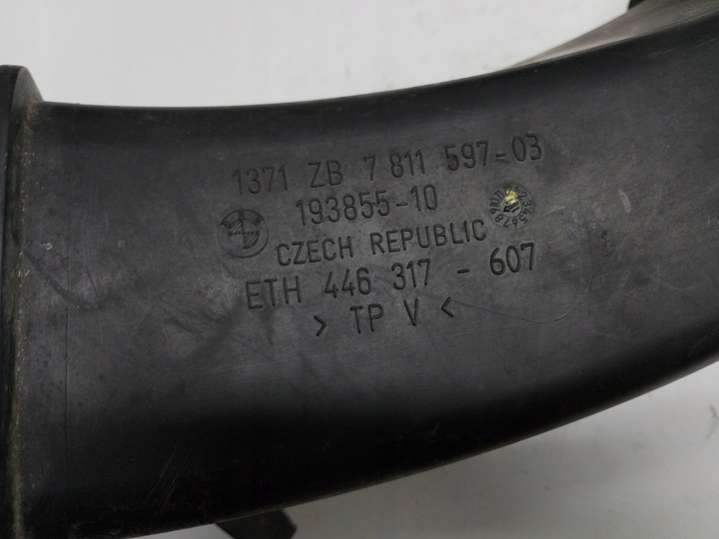 1371 ZB 7 811 597-03
193855-10
CZECH REPUBLIC
ETH 446 317 - 607
> TP V <